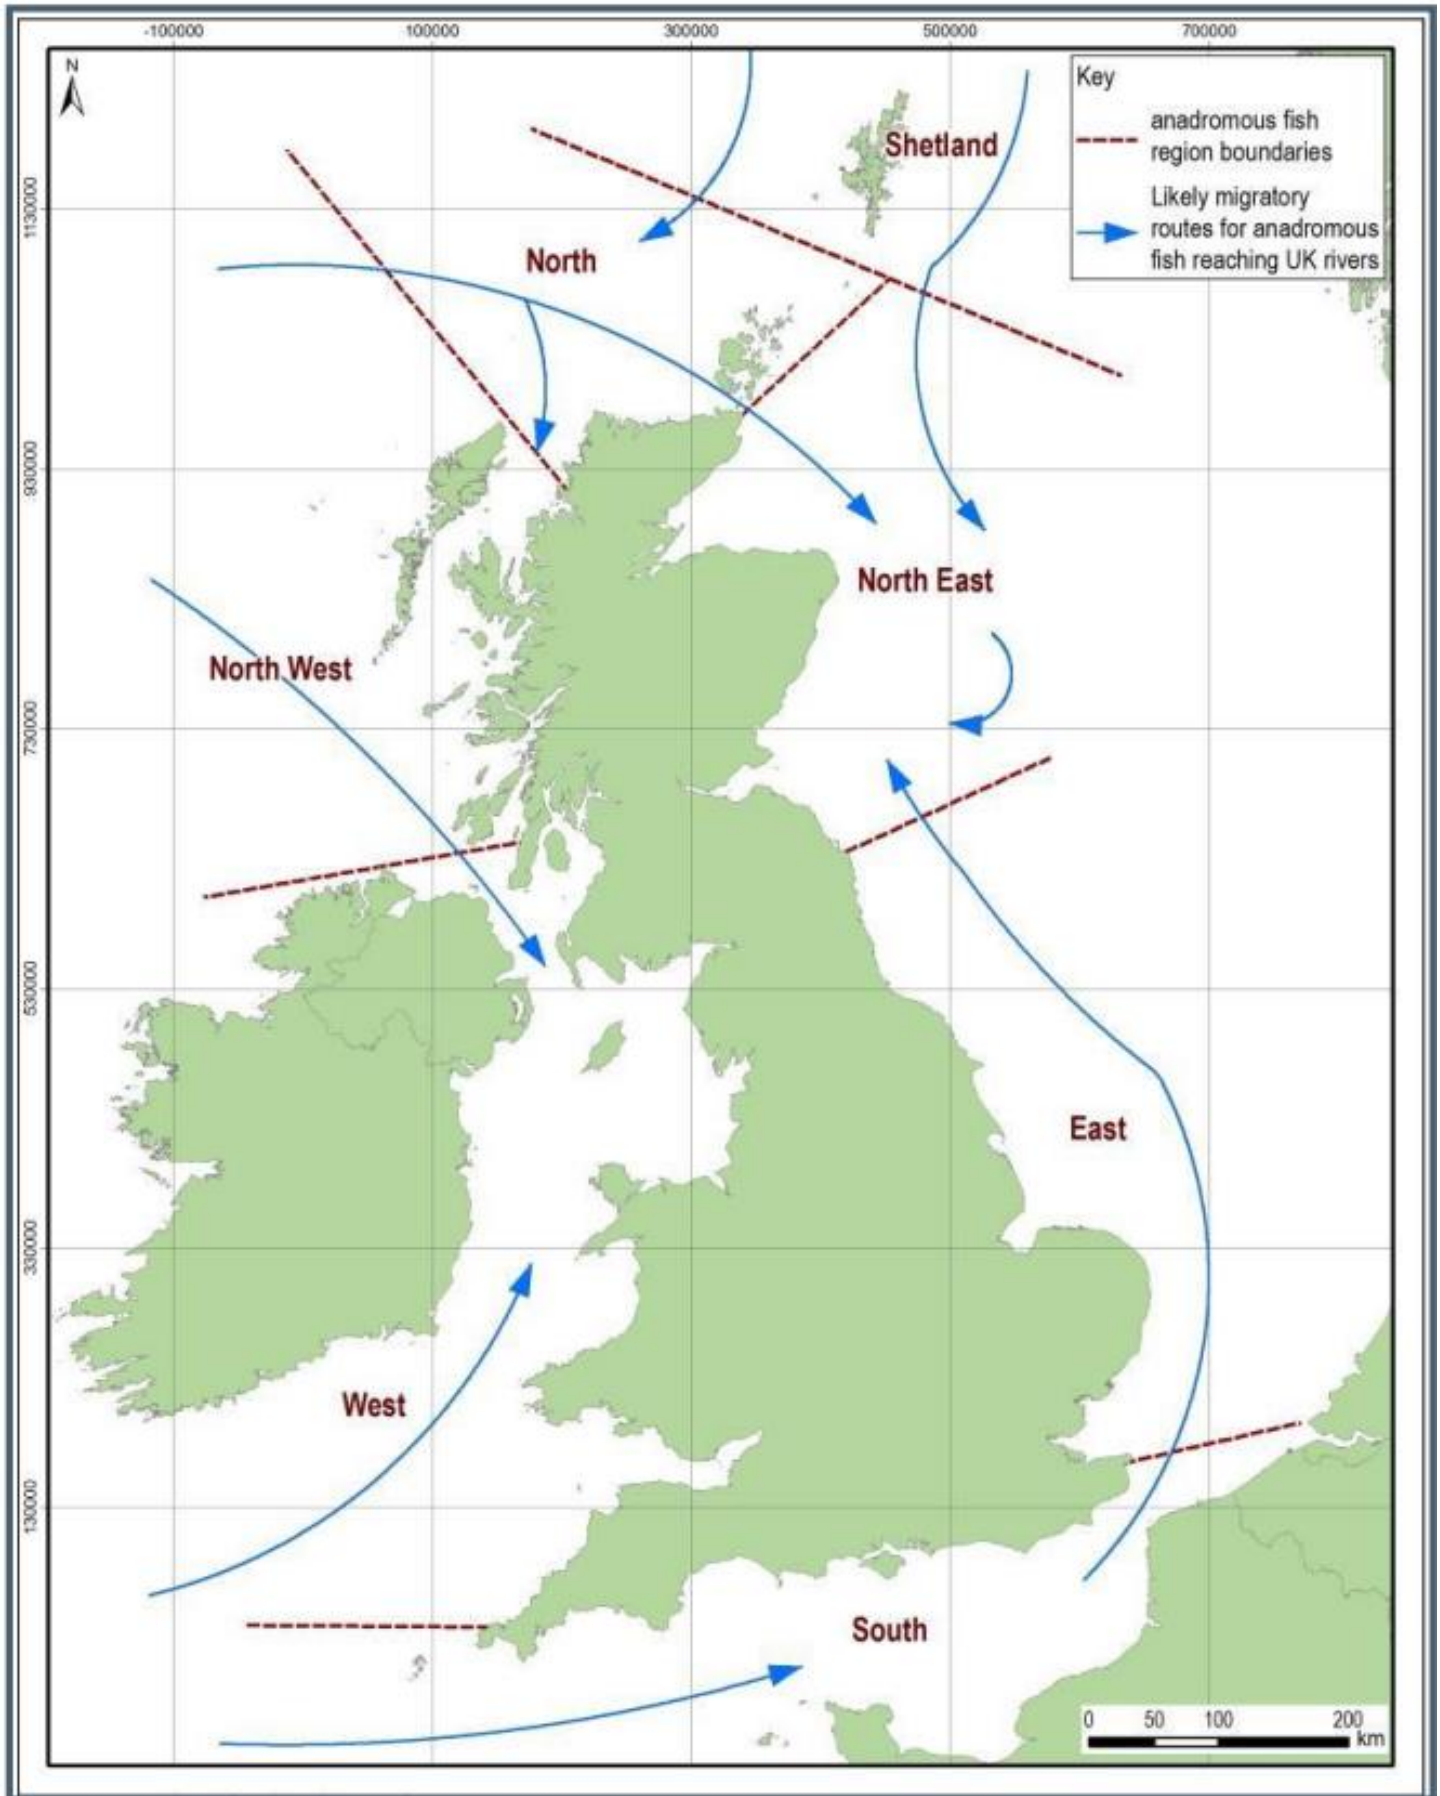 -100000 100000 300000 500000 700000
N
Key
anadromous fish
region boundaries
Likely migratory
routes for anadromous
fish reaching UK rivers
Shetland
1130000
North
930000
North East
North West
730000
530000
East
330000
West
130000
South
0 50 100 200
km